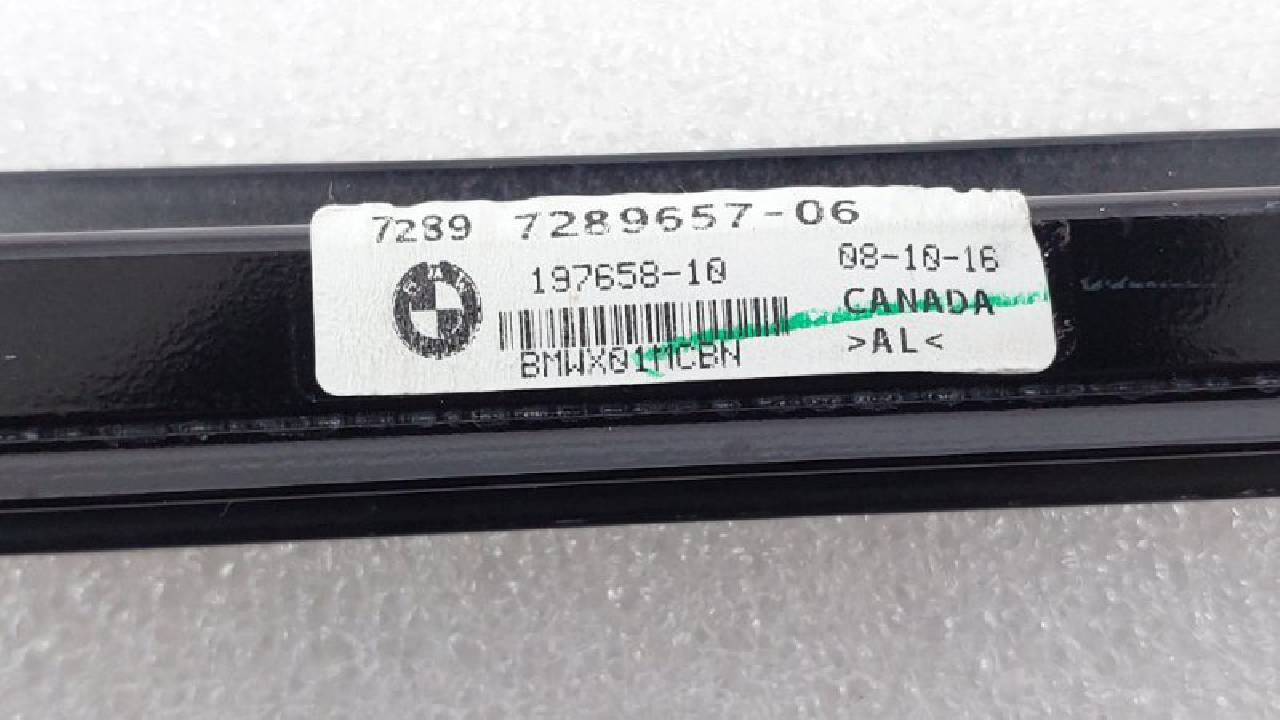 7289 7289657-06
197658-10 08-10-16
CANADA
BMWX01MCBN >AL<